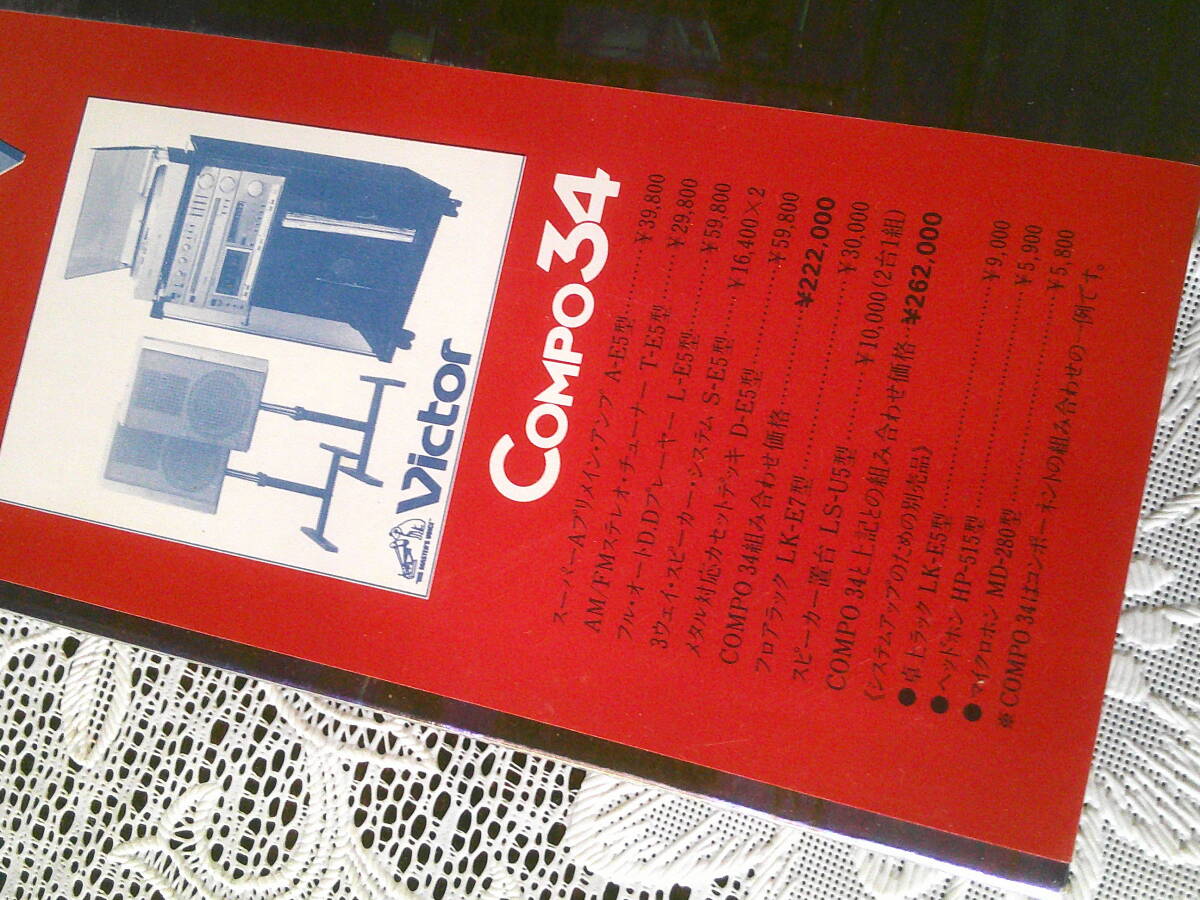 Victor
"HIS MASTER'S VOICE"
COMPO34
スーパーAプリメイン・アンプ A-E5型……¥39,800
AM/FMステレオ・チューナー T-E5型……¥29,800
フル・オートD.Dプレーヤー L-E5型……¥59,800
3ウェイ・スピーカー・システム S-E5型…¥16,400×2
メタル対応カセットデッキ D-E5型……¥59,800
COMPO 34組み合わせ価格……¥222,000
フロアラック LK-E7型……¥30,000
スピーカー置台 LS-U5型……¥10,000(2台1組)
COMPO 34と上記との組み合わせ価格…¥262,000
《システムアップのための別売品》
●卓上ラック LK-E5型……¥9,000
●ヘッドホン HP-515型……¥5,900
●マイクロホン MD-280型……¥5,800
※COMPO 34はコンポーネントの組み合わせの一例です。